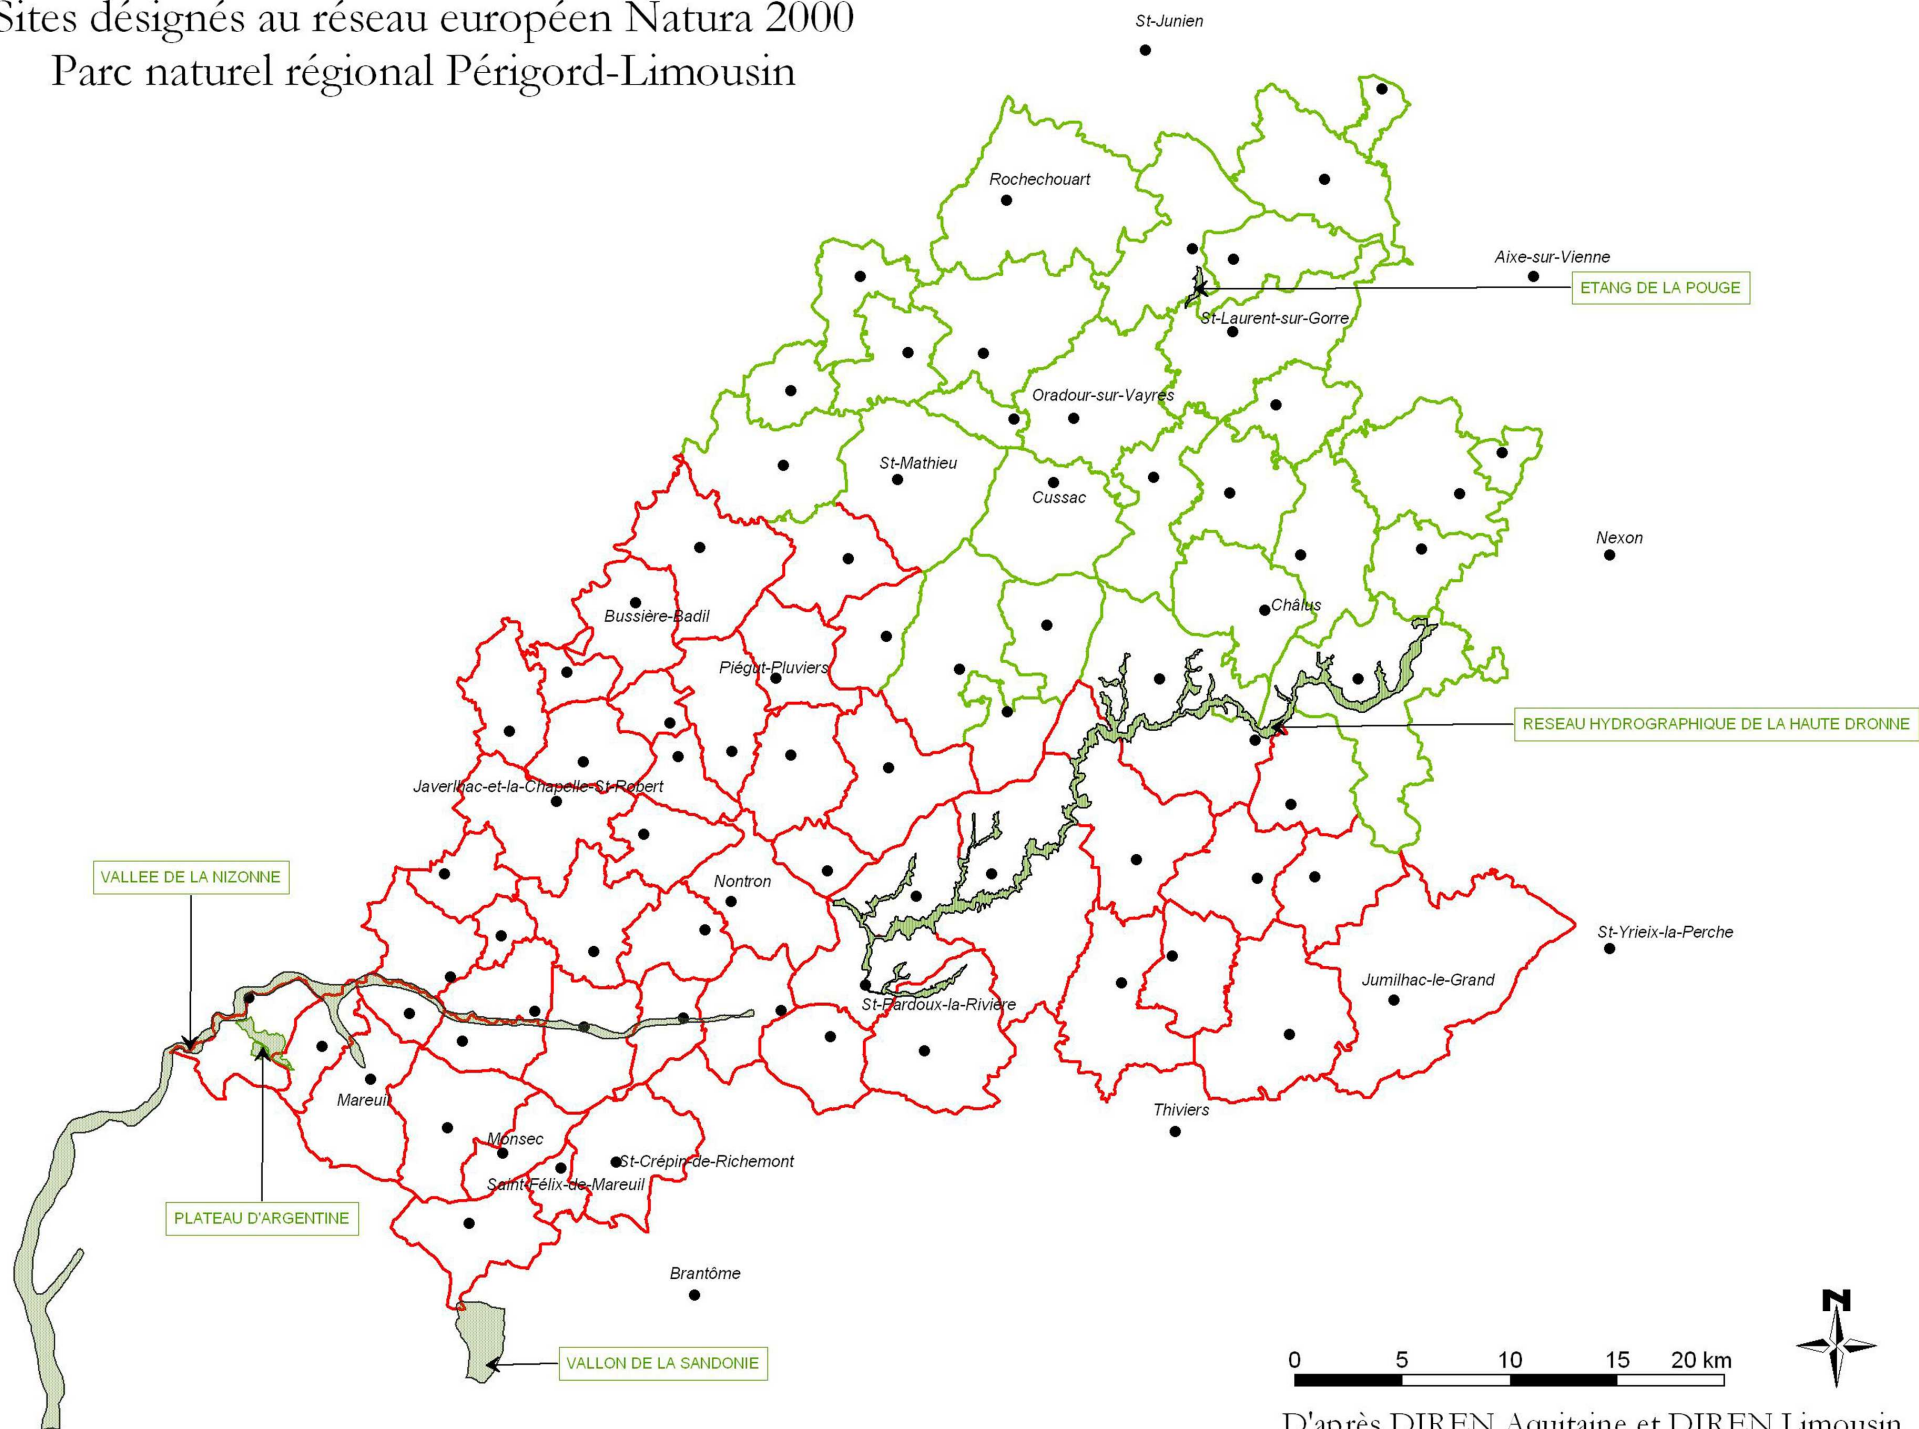 Sites désignés au réseau européen Natura 2000
Parc naturel régional Périgord-Limousin
St-Junien
Rochechouart
Aixe-sur-Vienne
ETANG DE LA POUGE
St-Laurent-sur-Gorre
Oradour-sur-Vayres
St-Mathieu
Cussac
Nexon
Châlus
Bussière-Badil
Piégut-Pluviers
RESEAU HYDROGRAPHIQUE DE LA HAUTE DRONNE
Javerlhac-et-la-Chapelle-St-Robert
VALLEE DE LA NIZONNE
Nontron
St-Yrieix-la-Perche
Jumilhac-le-Grand
St-Pardoux-la-Rivière
Mareuil
Thiviers
Monsec
St-Crépin-de-Richemont
Saint-Félix-de-Mareuil
PLATEAU D'ARGENTINE
Brantôme
N
VALLON DE LA SANDONIE
0 5 10 15 20 km
D'après DIREN Aquitaine et DIREN Limousin